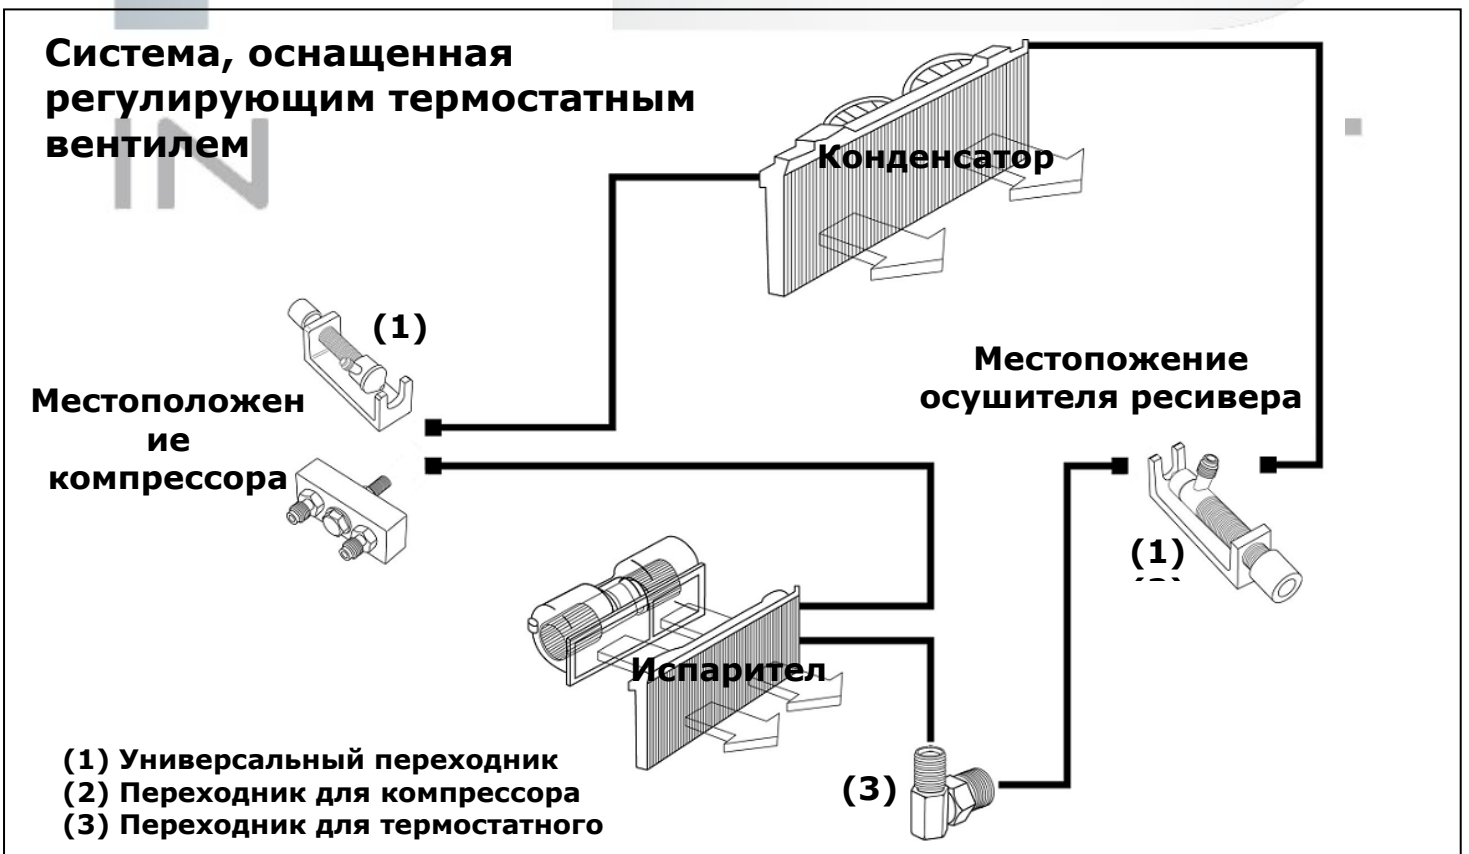 Система, оснащенная
регулирующим термостатным
вентилем
IN
Конденсатор
(1)
Местоположен
ие
компрессора
Местопожение
осушителя ресивера
(1)
Испарител
(3)
(1) Универсальный переходник
(2) Переходник для компрессора
(3) Переходник для термостатного